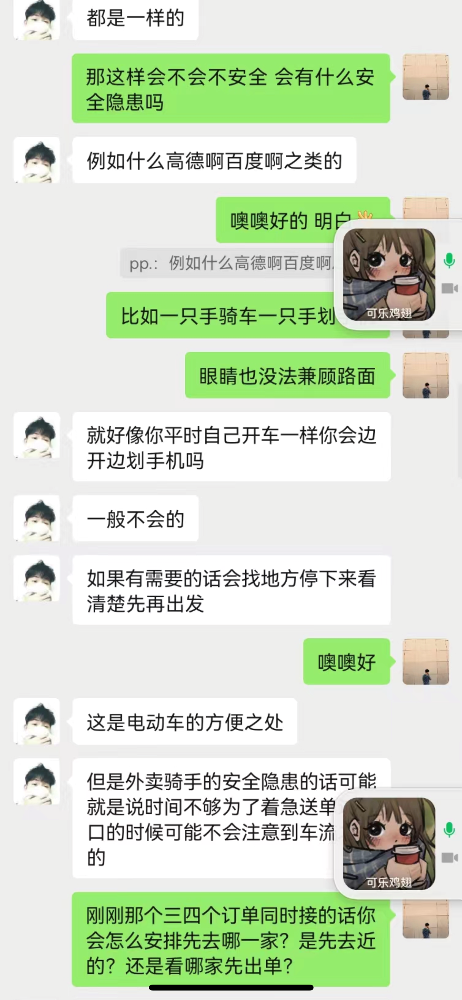 都是一样的
那这样会不会不安全 会有什么安
全隐患吗
例如什么高德啊百度啊之类的
噢噢好的 明白👌
pp.：例如什么高德啊百度啊
可乐鸡翅
比如一只手骑车一只手划
眼睛也没法兼顾路面
就好像你平时自己开车一样你会边
开边划手机吗
一般不会的
如果有需要的话会找地方停下来看
清楚先再出发
噢噢好
这是电动车的方便之处
但是外卖骑手的安全隐患的话可能
就是说时间不够为了着急送单
口的时候可能不会注意到车流
的
可乐鸡翅
刚刚那个三四个订单同时接的话你
会怎么安排先去哪一家？是先去近
的？还是看哪家先出单？